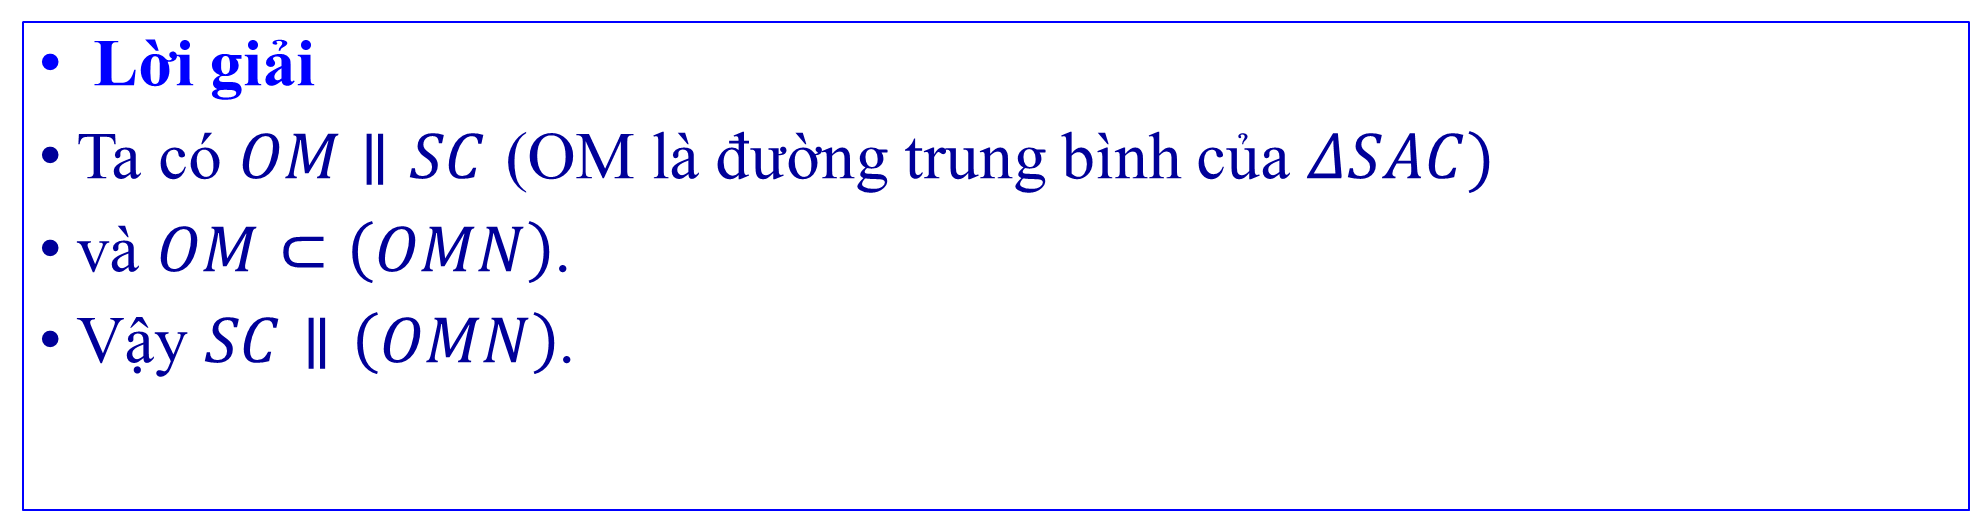 • Lời giải
• Ta có 𝑂𝑀 ∥ 𝑆𝐶 (OM là đường trung bình của 𝛥𝑆𝐴𝐶)
• và 𝑂𝑀 ⊂ (𝑂𝑀𝑁).
• Vậy 𝑆𝐶 ∥ (𝑂𝑀𝑁).